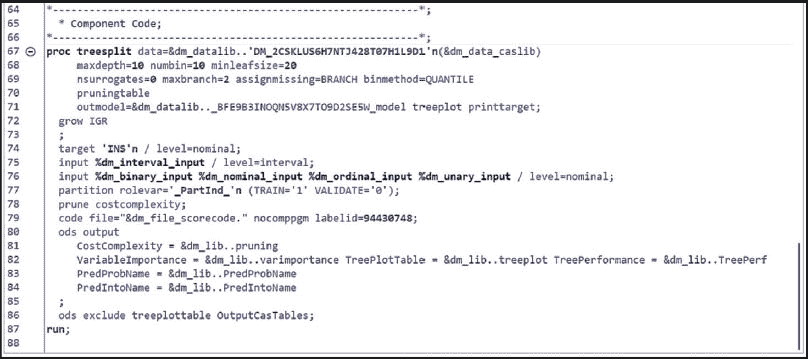 64 *------------------------------------------------------------*;
65 * Component Code;
66 *------------------------------------------------------------*;
67 proc treesplit data=&dm_datalib..'DM_2CSKLUS6H7NTJ428T07H1L9D1'n(&dm_data_caslib)
68 maxdepth=10 numbin=10 minleafsize=20
69 nsurrogates=0 maxbranch=2 assignmissing=BRANCH binmethod=QUANTILE
70 pruningtable
71 outmodel=&dm_datalib.._BFE9B3INOQN5V8X7TO9D2SE5W_model treeplot printtarget;
72 grow IGR
73 ;
74 target 'INS'n / level=nominal;
75 input %dm_interval_input / level=interval;
76 input %dm_binary_input %dm_nominal_input %dm_ordinal_input %dm_unary_input / level=nominal;
77 partition rolevar='_PartInd_'n (TRAIN='1' VALIDATE='0');
78 prune costcomplexity;
79 code file="&dm_file_scorecode." nocomppgm labelid=94430748;
80 ods output
81 CostComplexity = &dm_lib..pruning
82 VariableImportance = &dm_lib..varimportance TreePlotTable = &dm_lib..treeplot TreePerformance = &dm_lib..TreePerf
83 PredProbName = &dm_lib..PredProbName
84 PredIntoName = &dm_lib..PredIntoName
85 ;
86 ods exclude treeplottable OutputCasTables;
87 run;
88